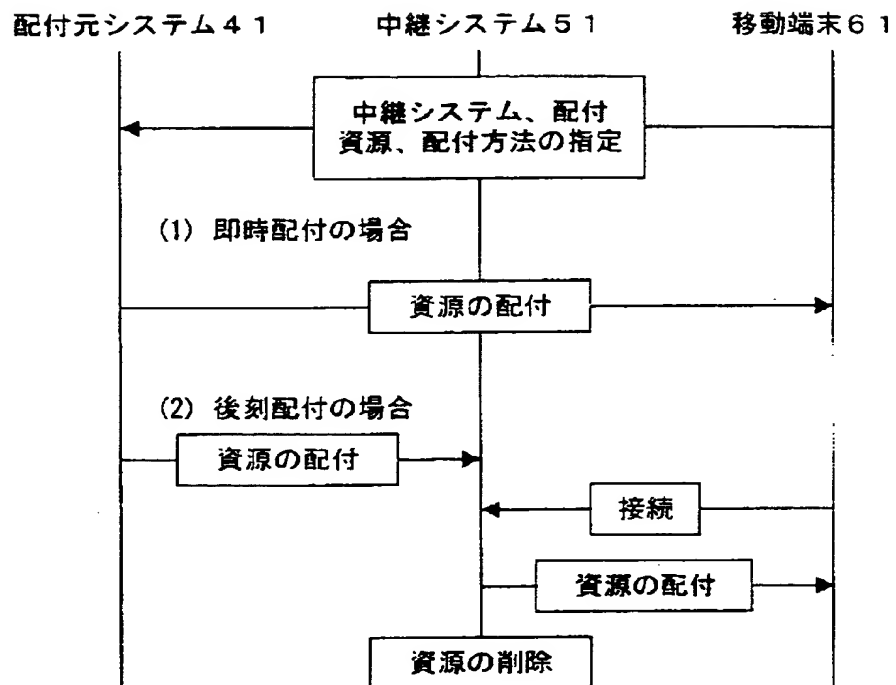 配付元システム41 中継システム51 移動端末61
中継システム、配付
資源、配付方法の指定
(1) 即時配付の場合
資源の配付
(2) 後刻配付の場合
資源の配付
接続
資源の配付
資源の削除